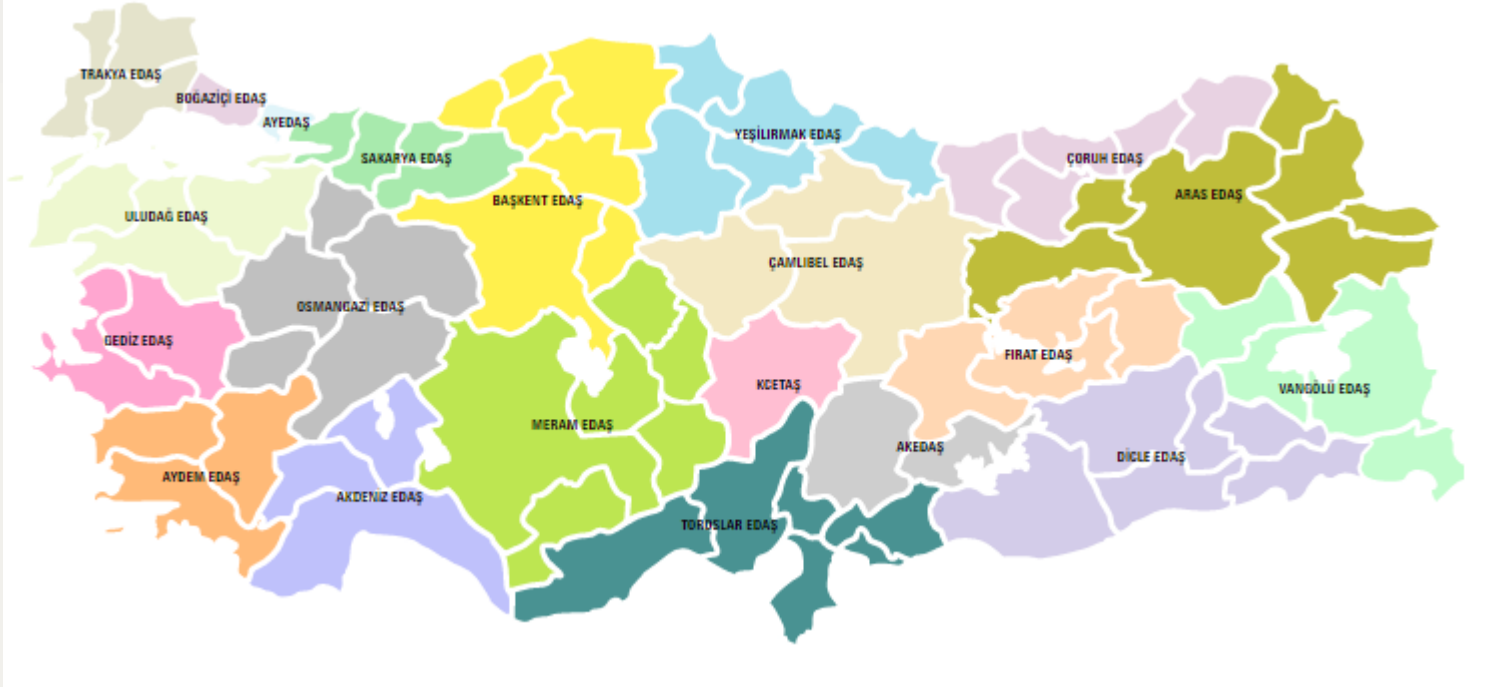 TRAKYA EDAŞ
BOĞAZİÇİ EDAŞ
AYEDAŞ
SAKARYA EDAŞ
YEŞİLIRMAK EDAŞ
ÇORUH EDAŞ
ULUDAĞ EDAŞ
BAŞKENT EDAŞ
ARAS EDAŞ
ÇAMLIBEL EDAŞ
OSMANGAZİ EDAŞ
GEDİZ EDAŞ
FIRAT EDAŞ
KCETAŞ
VANGÖLÜ EDAŞ
MERAM EDAŞ
AKEDAŞ
DİCLE EDAŞ
AYDEM EDAŞ
AKDENİZ EDAŞ
TOROSLAR EDAŞ